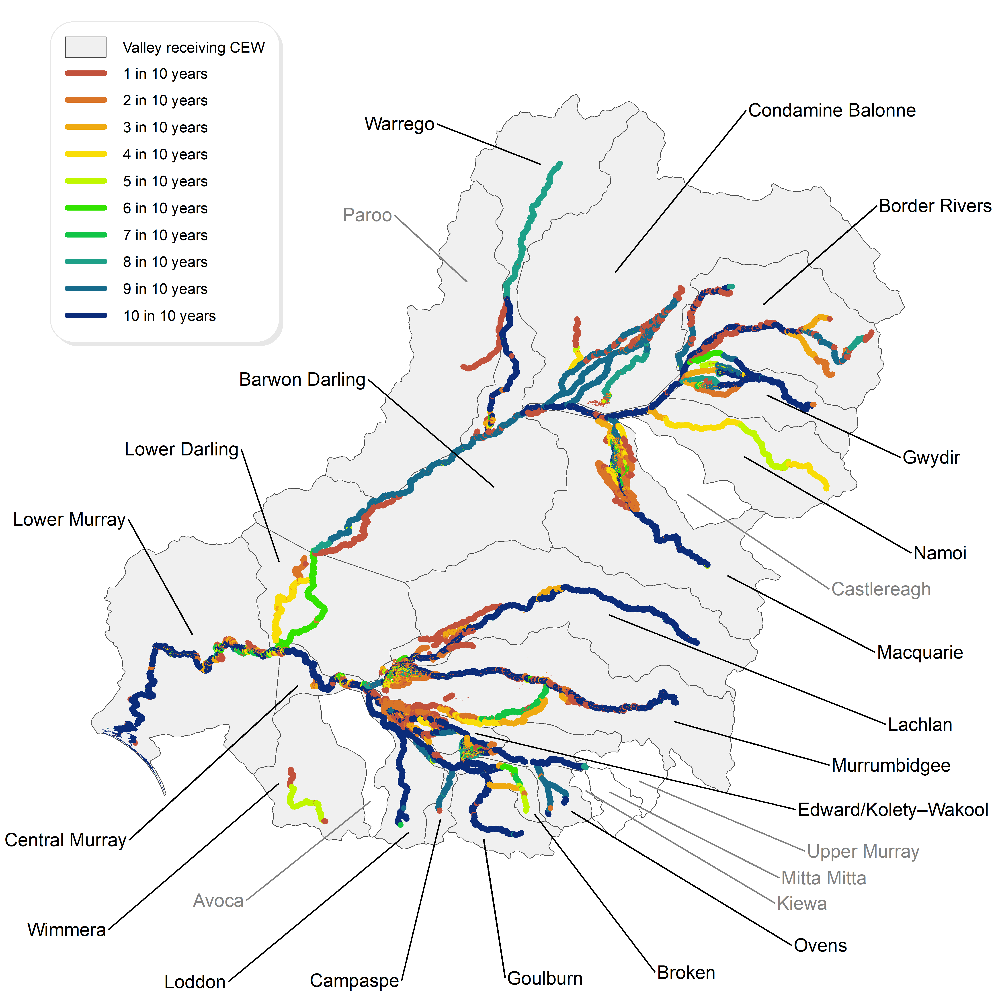 Valley receiving CEW
1 in 10 years
2 in 10 years
3 in 10 years
4 in 10 years
5 in 10 years
6 in 10 years
7 in 10 years
8 in 10 years
9 in 10 years
10 in 10 years
Condamine Balonne
Warrego
Border Rivers
Paroo
Barwon Darling
Lower Darling
Gwydir
Lower Murray
Namoi
Castlereagh
Macquarie
Lachlan
Murrumbidgee
Edward/Kolety–Wakool
Central Murray
Upper Murray
Mitta Mitta
Avoca
Kiewa
Wimmera
Ovens
Broken
Goulburn
Campaspe
Loddon